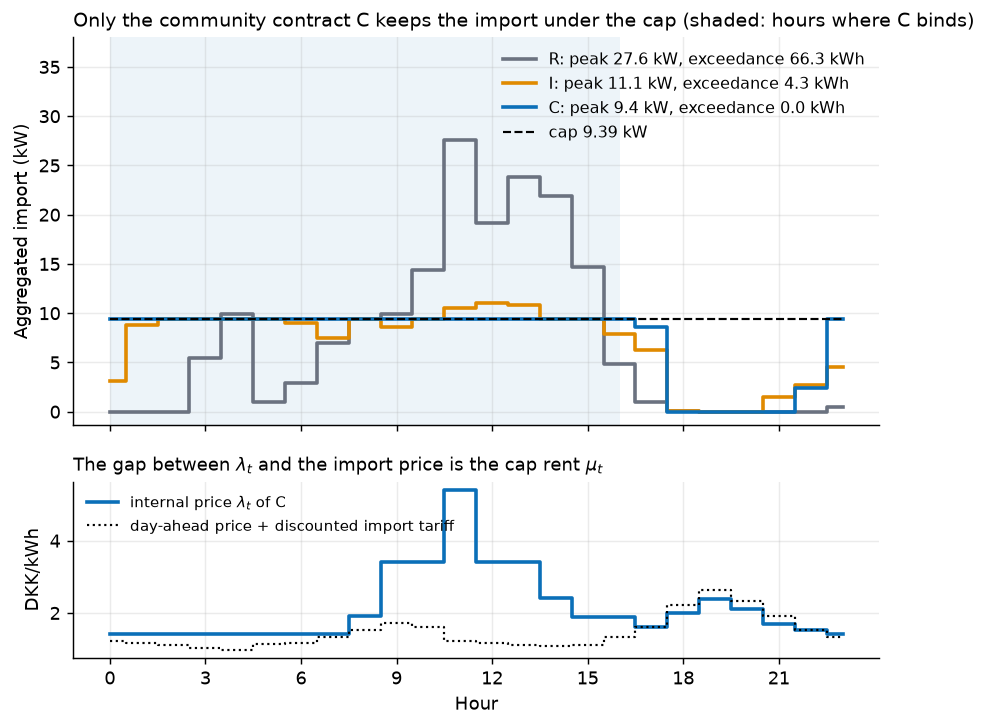 Only the community contract C keeps the import under the cap (shaded: hours where C binds)
35
30
25
20
15
10
5
0
Aggregated import (kW)
R: peak 27.6 kW, exceedance 66.3 kWh
I: peak 11.1 kW, exceedance 4.3 kWh
C: peak 9.4 kW, exceedance 0.0 kWh
cap 9.39 kW
The gap between λt and the import price is the cap rent μt
internal price λt of C
day-ahead price + discounted import tariff
4
2
DKK/kWh
0 3 6 9 12 15 18 21
Hour